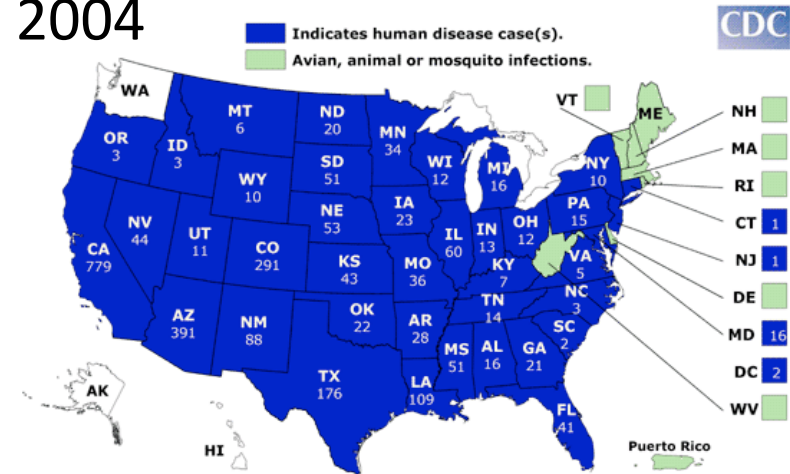 2004
Indicates human disease case(s).
Avian, animal or mosquito infections.
CDC
WA
MT
6
ND
20
MN
34
VT
ME
NH
OR
3
ID
3
SD
51
WI
12
MI
16
NY
10
MA
WY
10
RI
NV
44
NE
53
IA
23
PA
15
CT 1
CA
779
UT
11
CO
291
KS
43
MO
36
IL
60
IN
13
OH
12
VA
5
NJ 1
KY
7
DE
AZ
391
NM
88
OK
22
AR
28
TN
14
NC
3
MD 16
SC
2
DC 2
MS
51
AL
16
GA
21
TX
176
LA
109
WV
AK
FL
41
HI
Puerto Rico